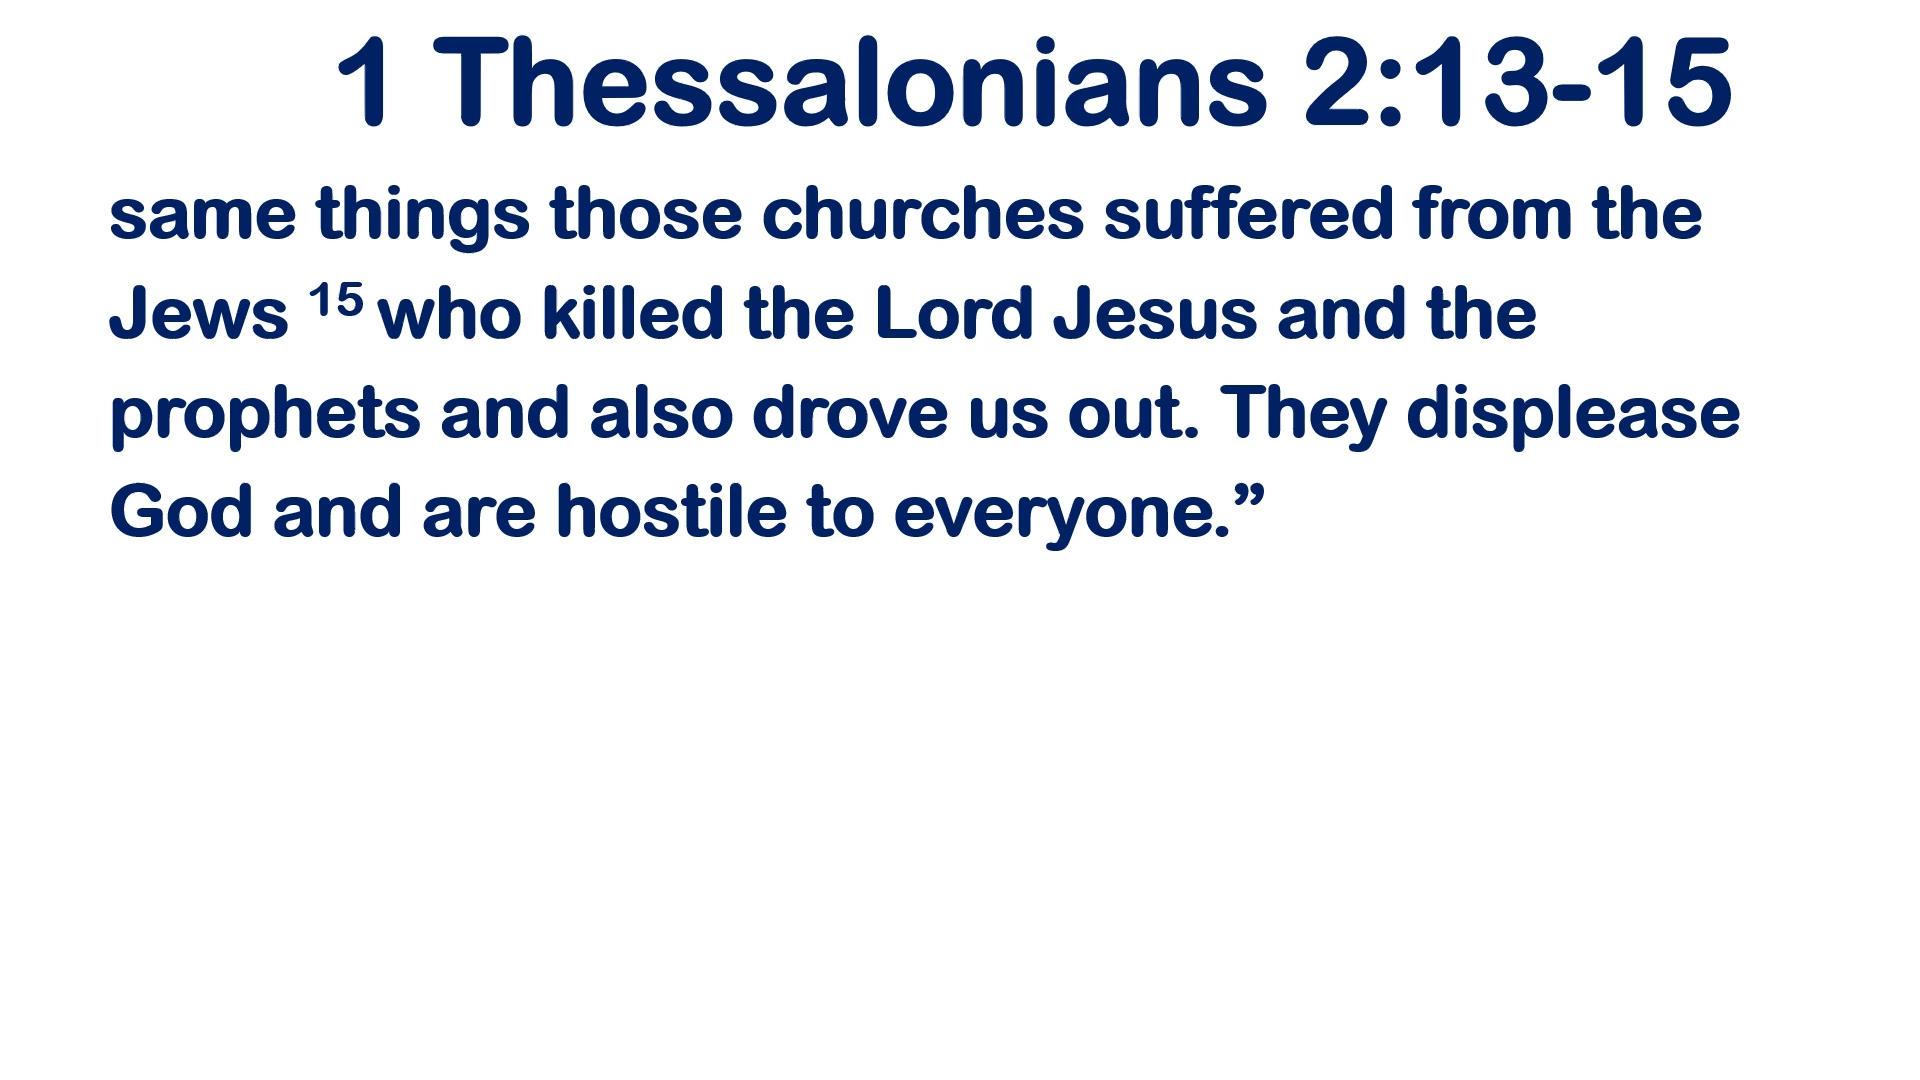 1 Thessalonians 2:13-15
same things those churches suffered from the
Jews ¹⁵ who killed the Lord Jesus and the
prophets and also drove us out. They displease
God and are hostile to everyone.”